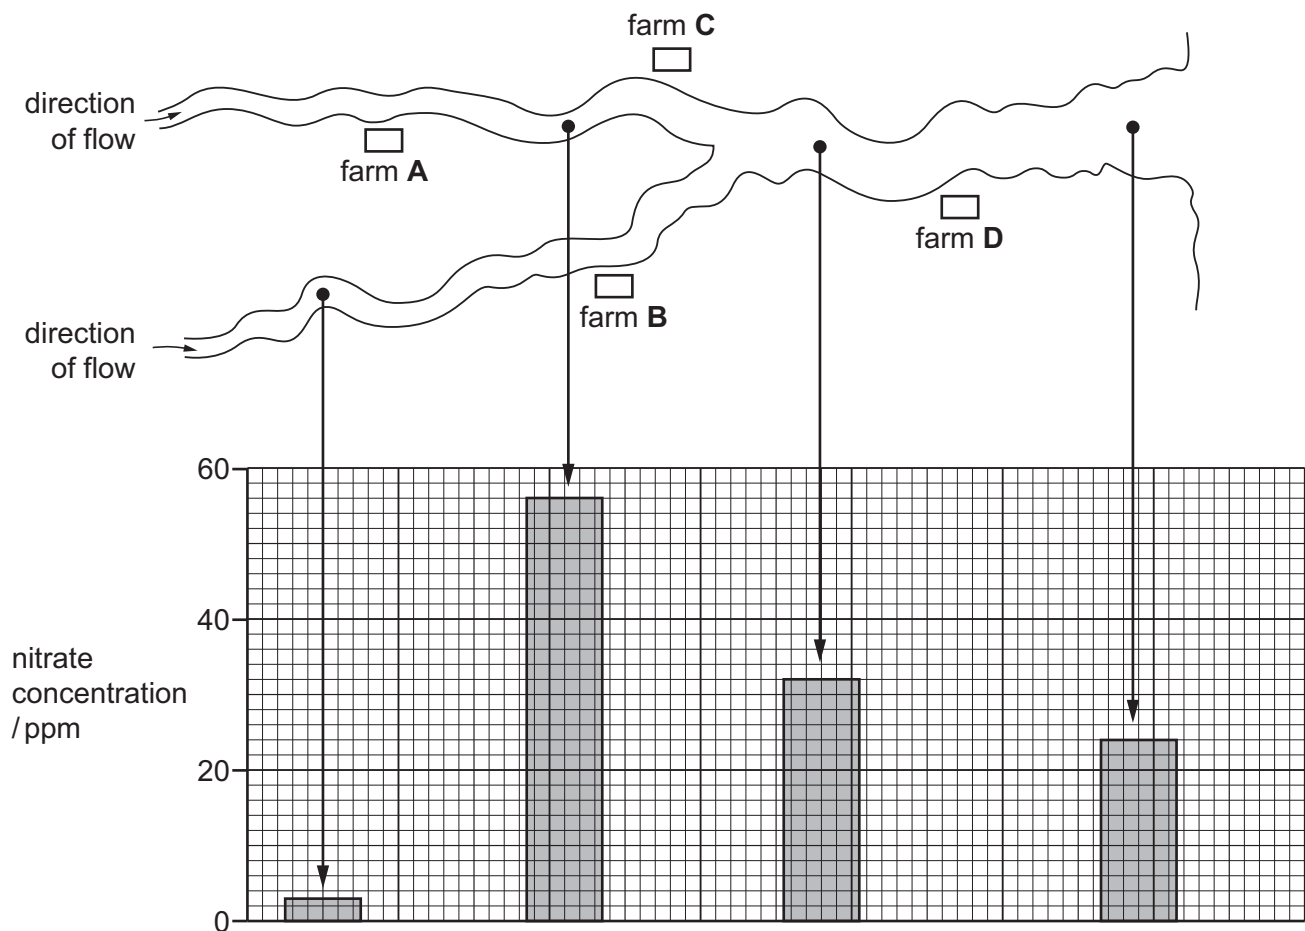 farm C
direction
of flow
farm A
farm D
farm B
direction
of flow
60
40
nitrate
concentration
/ ppm
20
0